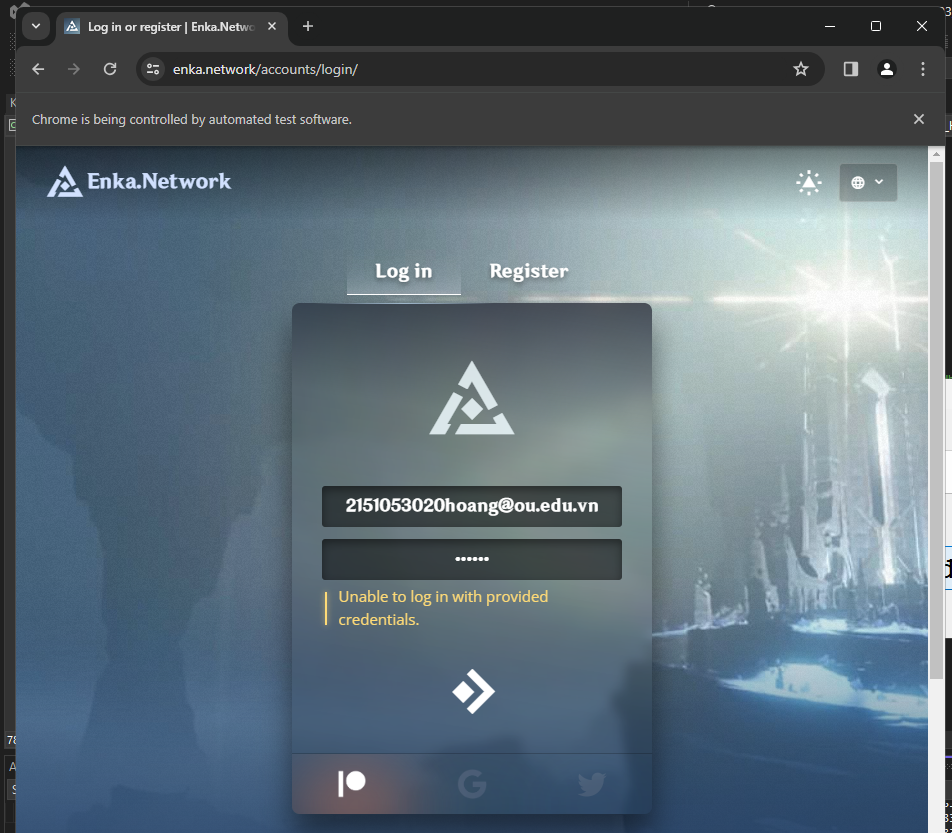 Log in or register | Enka.Netwo
enka.network/accounts/login/
Chrome is being controlled by automated test software.
Enka.Network
Log in
Register
2151053020hoang@ou.edu.vn
••••••
Unable to log in with provided
credentials.